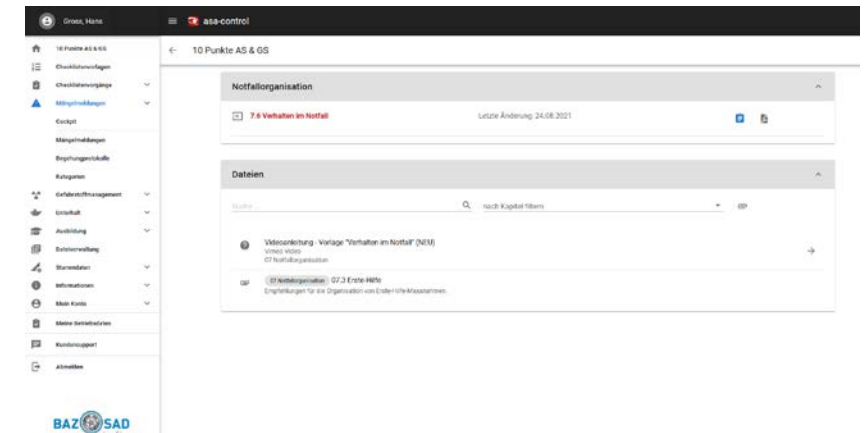 Gross, Hans
asa-control
10 Punkte AS & GS
10 Punkte AS & GS
Checklistenvorlagen
Checklistenvorgänge
Mängelmeldungen
Cockpit
Mängelmeldungen
Begehungsprotokolle
Kategorien
Gefahrstoffmanagement
Unterhalt
Ausbildung
Dateiverwaltung
Stammdaten
Informationen
Mein Konto
Meine Betriebsdaten
Kundensupport
Abmelden
BAZ SAD
Notfallorganisation
7.6 Verhalten im Notfall
Letzte Änderung: 24.08.2021
Dateien
Suche...
nach Kapitel filtern
Videoanleitung - Vorlage "Verhalten im Notfall" (NEU)
Vimeo Video
07 Notfallorganisation
07 Notfallorganisation 07.3 Erste-Hilfe
Empfehlungen für die Organisation von Erste-Hilfe-Massnahmen.